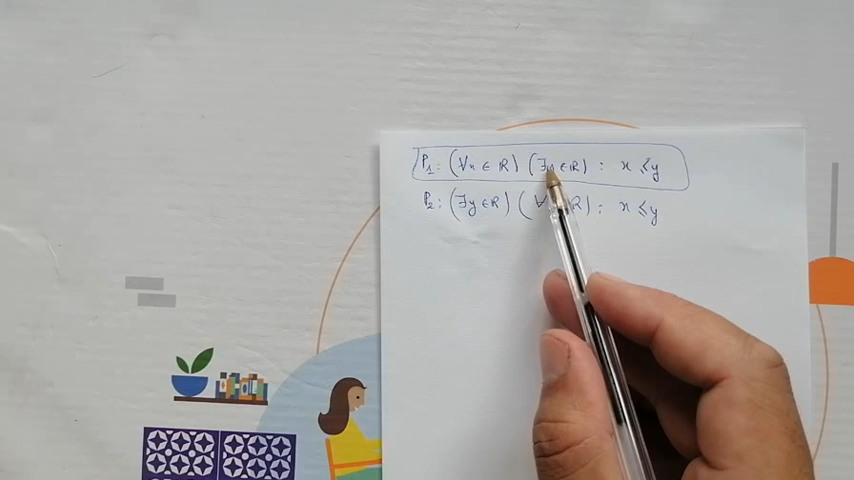 P₁: (∀x ∈ ℝ) (∃y ∈ ℝ) : x ⩽ y
P₂: (∃y ∈ ℝ) (∀ ℝ) : x ⩽ y